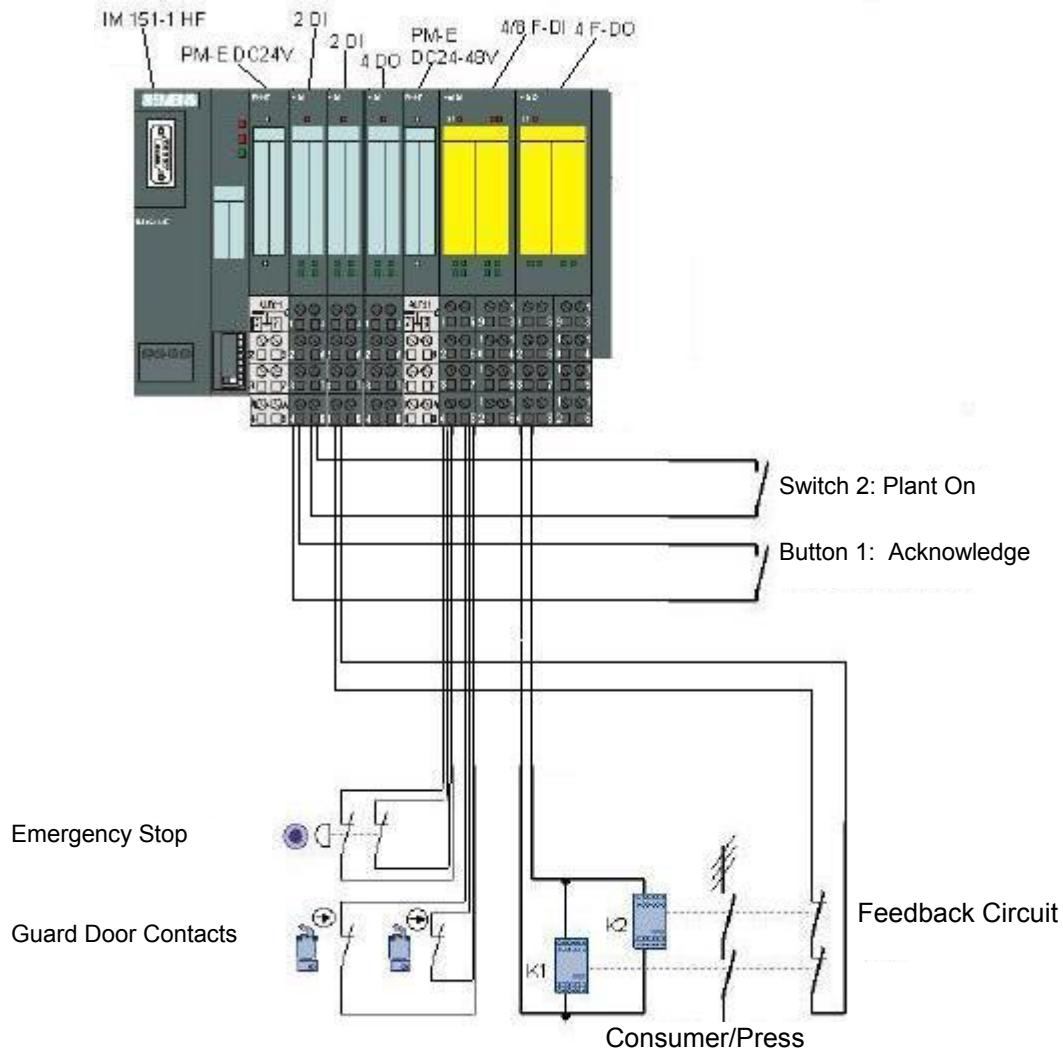 IM 151-1 HF
PM-E DC24V
2 DI
2 DI
4 DO
PM-E
DC24-48V
4/8 F-DI
4 F-DO
SIEMENS
Switch 2: Plant On
Button 1: Acknowledge
Emergency Stop
Guard Door Contacts
K2
K1
Feedback Circuit
Consumer/Press